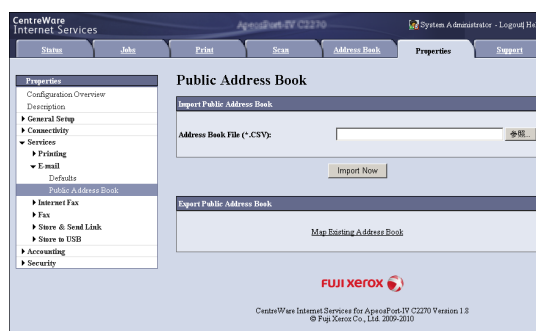 CentreWare
Internet Services
ApeosPort-IV C2270
System Administrator - Logout| He
Status
Jobs
Print
Scan
Address Book
Properties
Support
Properties
Configuration Overview
Description
General Setup
Connectivity
Services
Printing
E-mail
Defaults
Public Address Book
Internet Fax
Fax
Store & Send Link
Store to USB
Accounting
Security
Public Address Book
Import Public Address Book
Address Book File (*.CSV):
参照...
Import Now
Export Public Address Book
Map Existing Address Book
FUJI XEROX
CentreWare Internet Services for ApeosPort-IV C2270 Version 1.8
© Fuji Xerox Co., Ltd. 2009-2010